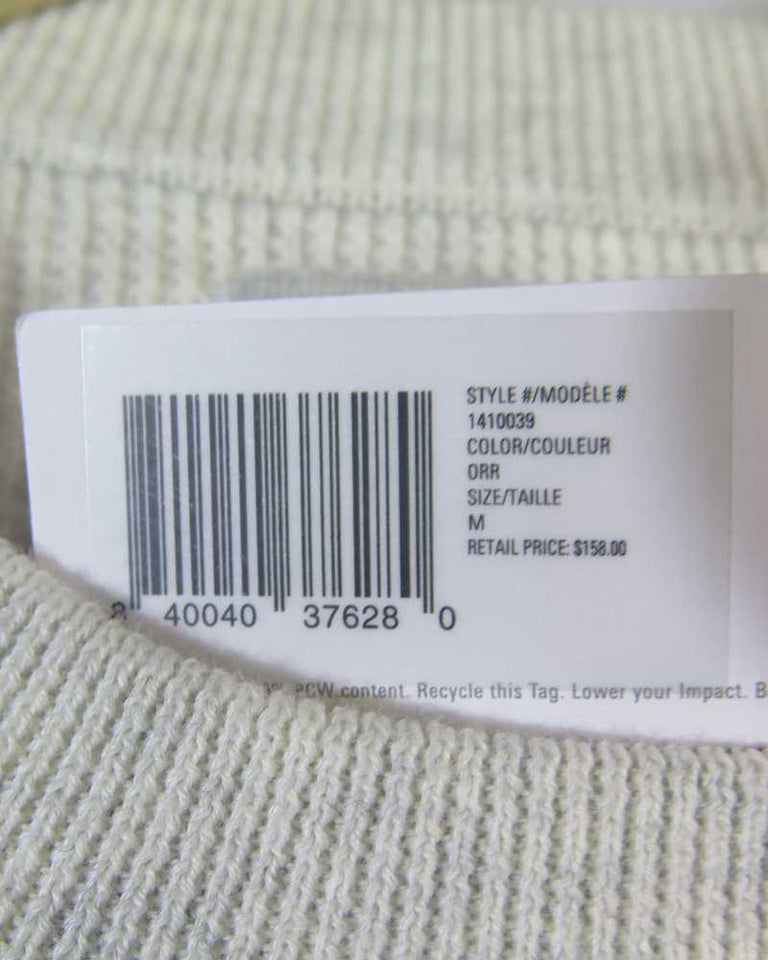 STYLE #/MODÈLE #
1410039
COLOR/COULEUR
ORR
SIZE/TAILLE
M
RETAIL PRICE: $158.00
8 40040 37628 0
PCW content. Recycle this Tag. Lower your Impact. B